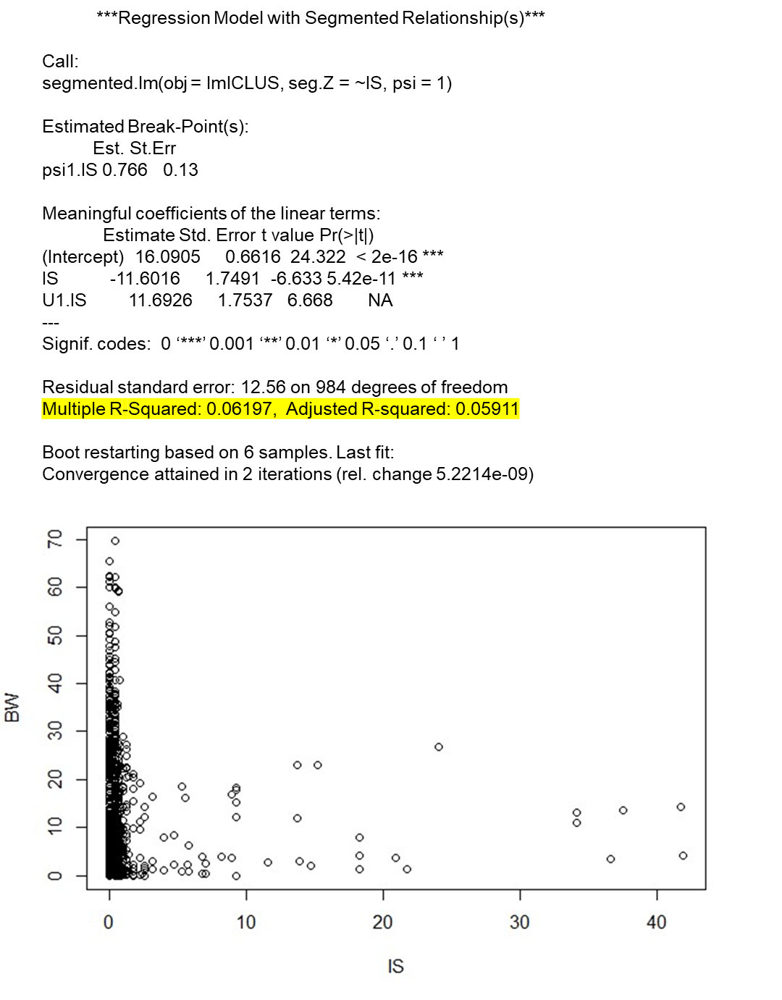 ***Regression Model with Segmented Relationship(s)***
Call:
segmented.lm(obj = lmICLUS, seg.Z = ~IS, psi = 1)
Estimated Break-Point(s):
Est. St.Err
psi1.IS 0.766 0.13
Meaningful coefficients of the linear terms:
Estimate Std. Error t value Pr(>|t|)
(Intercept) 16.0905 0.6616 24.322 < 2e-16 ***
IS -11.6016 1.7491 -6.633 5.42e-11 ***
U1.IS 11.6926 1.7537 6.668 NA
---
Signif. codes: 0 ‘***’ 0.001 ‘**’ 0.01 ‘*’ 0.05 ‘.’ 0.1 ‘ ’ 1
Residual standard error: 12.56 on 984 degrees of freedom
Multiple R-Squared: 0.06197, Adjusted R-squared: 0.05911
Boot restarting based on 6 samples. Last fit:
Convergence attained in 2 iterations (rel. change 5.2214e-09)
70
60
50
40
30
20
10
0
BW
0 10 20 30 40
IS